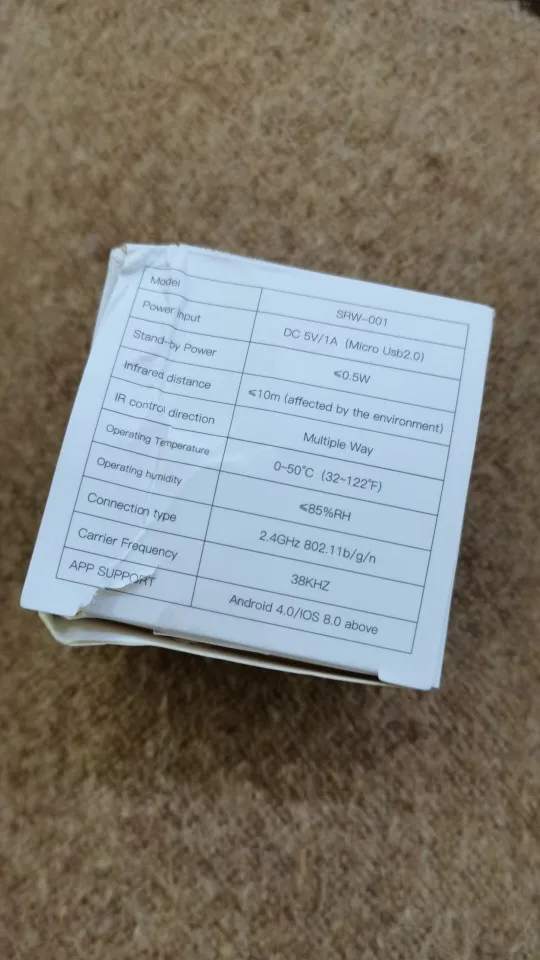 Model SRW-001
Power Input DC 5V/1A (Micro Usb2.0)
Stand-by Power ≤0.5W
Infrared distance ≤10m (affected by the environment)
IR control direction Multiple Way
Operating Temperature 0~50°C (32~122°F)
Operating humidity ≤85%RH
Connection type 2.4GHz 802.11b/g/n
Carrier Frequency 38KHZ
APP SUPPORT Android 4.0/IOS 8.0 above